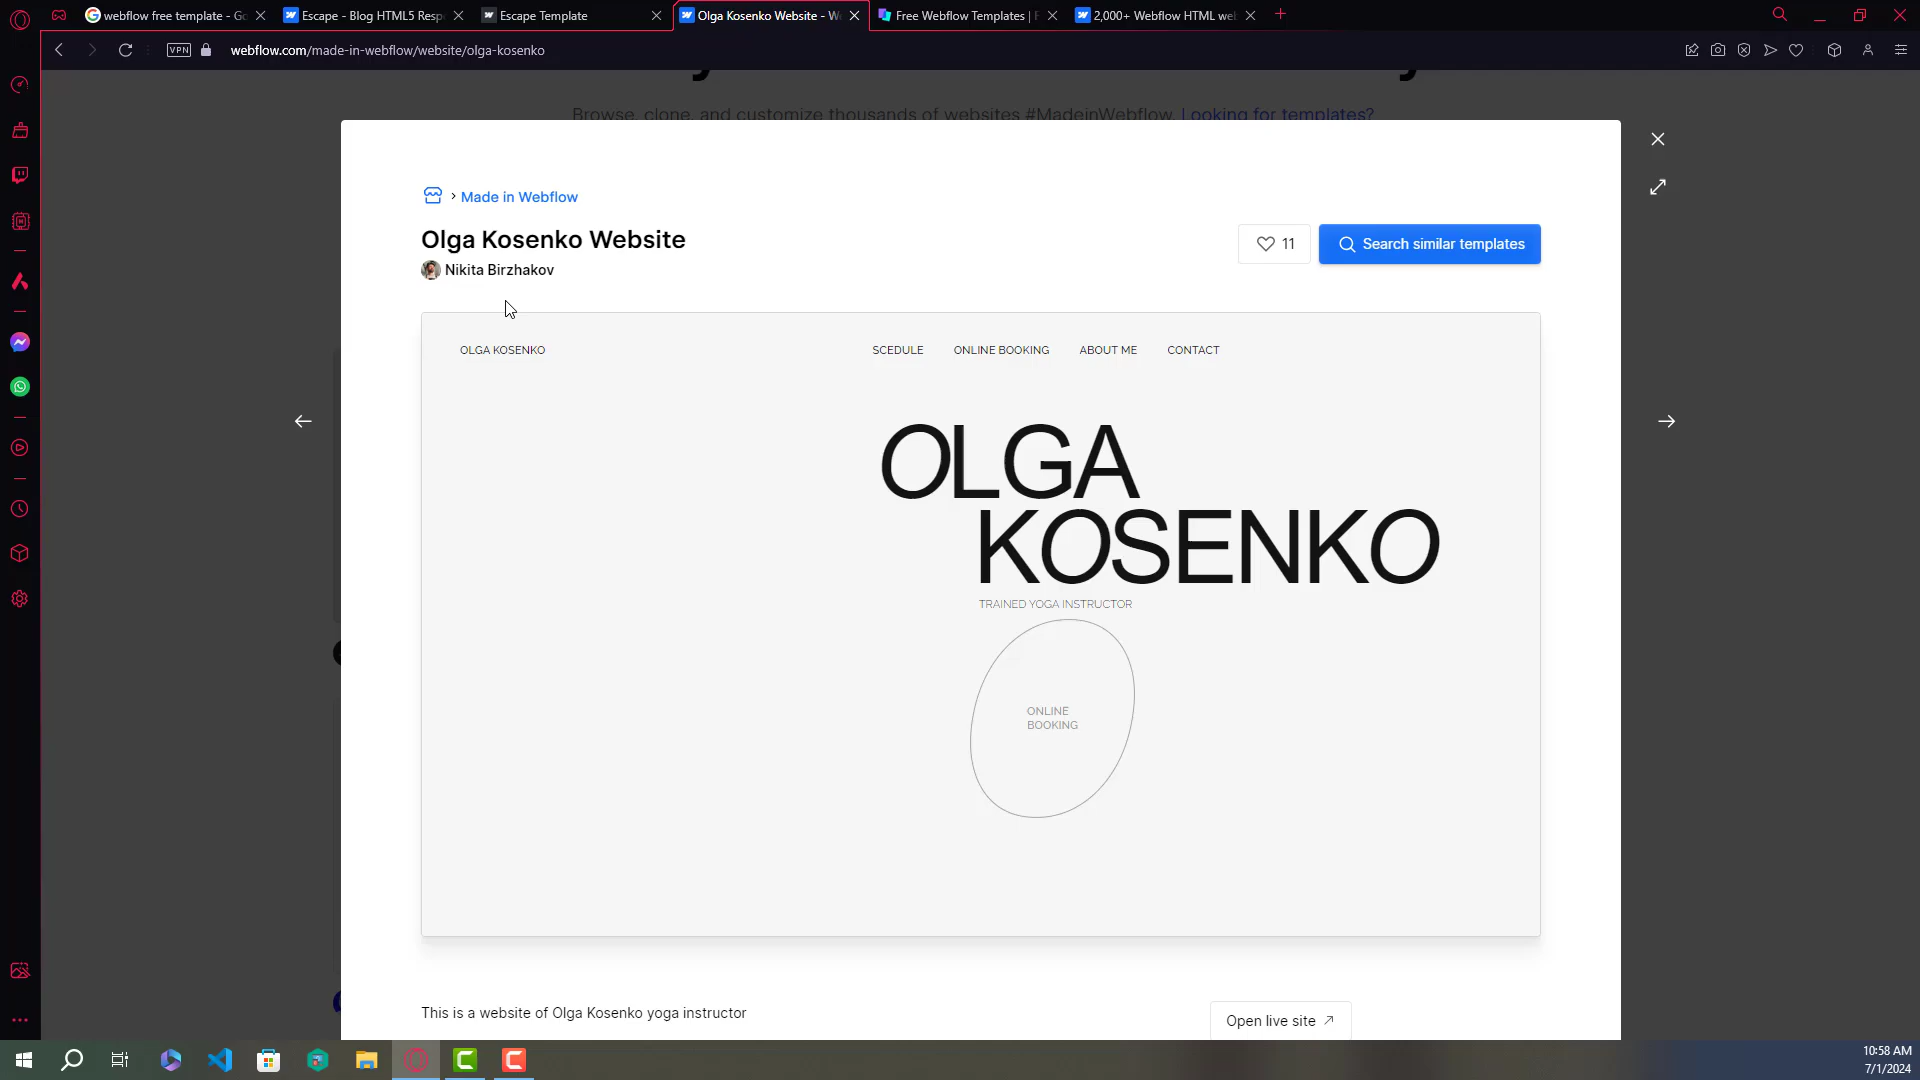 webflow free template - Go
Escape - Blog HTML5 Resp
Escape Template
Olga Kosenko Website - W
Free Webflow Templates | F
2,000+ Webflow HTML we
VPN
webflow.com/made-in-webflow/website/olga-kosenko
Browse, clone, and customize thousands of websites #MadeinWebflow. Looking for templates?
> Made in Webflow
Olga Kosenko Website
Nikita Birzhakov
11
Search similar templates
OLGA KOSENKO
SCEDULE
ONLINE BOOKING
ABOUT ME
CONTACT
OLGA
KOSENKO
TRAINED YOGA INSTRUCTOR
ONLINE
BOOKING
This is a website of Olga Kosenko yoga instructor
Open live site ↗
10:58 AM
7/1/2024